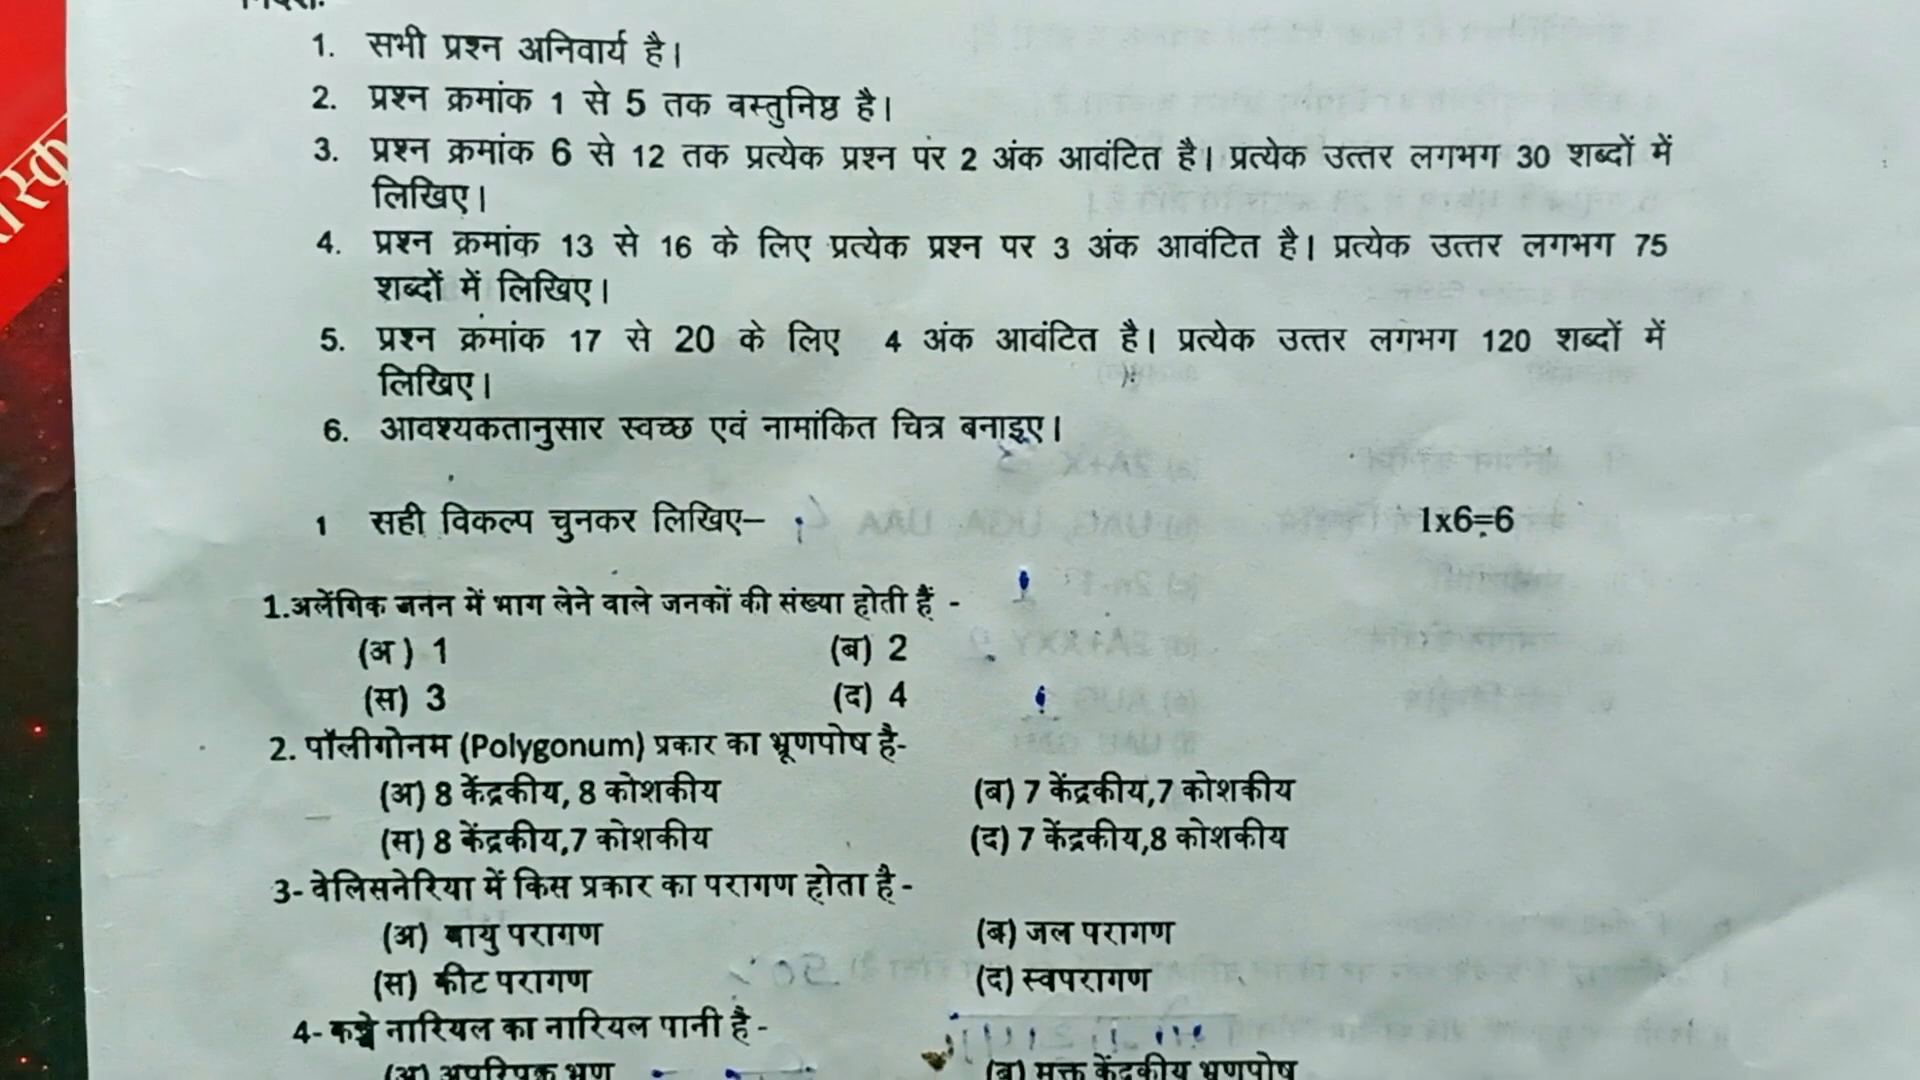 निर्देश:
1. सभी प्रश्न अनिवार्य है।
2. प्रश्न क्रमांक 1 से 5 तक वस्तुनिष्ठ है।
3. प्रश्न क्रमांक 6 से 12 तक प्रत्येक प्रश्न पर 2 अंक आवंटित है। प्रत्येक उत्तर लगभग 30 शब्दों में
लिखिए।
4. प्रश्न क्रमांक 13 से 16 के लिए प्रत्येक प्रश्न पर 3 अंक आवंटित है। प्रत्येक उत्तर लगभग 75
शब्दों में लिखिए।
5. प्रश्न क्रमांक 17 से 20 के लिए 4 अंक आवंटित है। प्रत्येक उत्तर लगभग 120 शब्दों में
लिखिए।
6. आवश्यकतानुसार स्वच्छ एवं नामांकित चित्र बनाइए।
1 सही विकल्प चुनकर लिखिए– 1x6=6
1.अलैंगिक जनन में भाग लेने वाले जनकों की संख्या होती हैं -
(अ ) 1 (ब) 2
(स) 3 (द) 4
2. पॉलीगोनम (Polygonum) प्रकार का भ्रूणपोष है-
(अ) 8 केंद्रकीय, 8 कोशकीय (ब) 7 केंद्रकीय,7 कोशकीय
(स) 8 केंद्रकीय,7 कोशकीय (द) 7 केंद्रकीय,8 कोशकीय
3- वेलिसनेरिया में किस प्रकार का परागण होता है -
(अ) वायु परागण (ब) जल परागण
(स) कीट परागण (द) स्वपरागण
4- कच्चे नारियल का नारियल पानी है -
(अ) अपरिपक्व भ्रूण (ब) मुक्त केंद्रकीय भ्रूणपोष